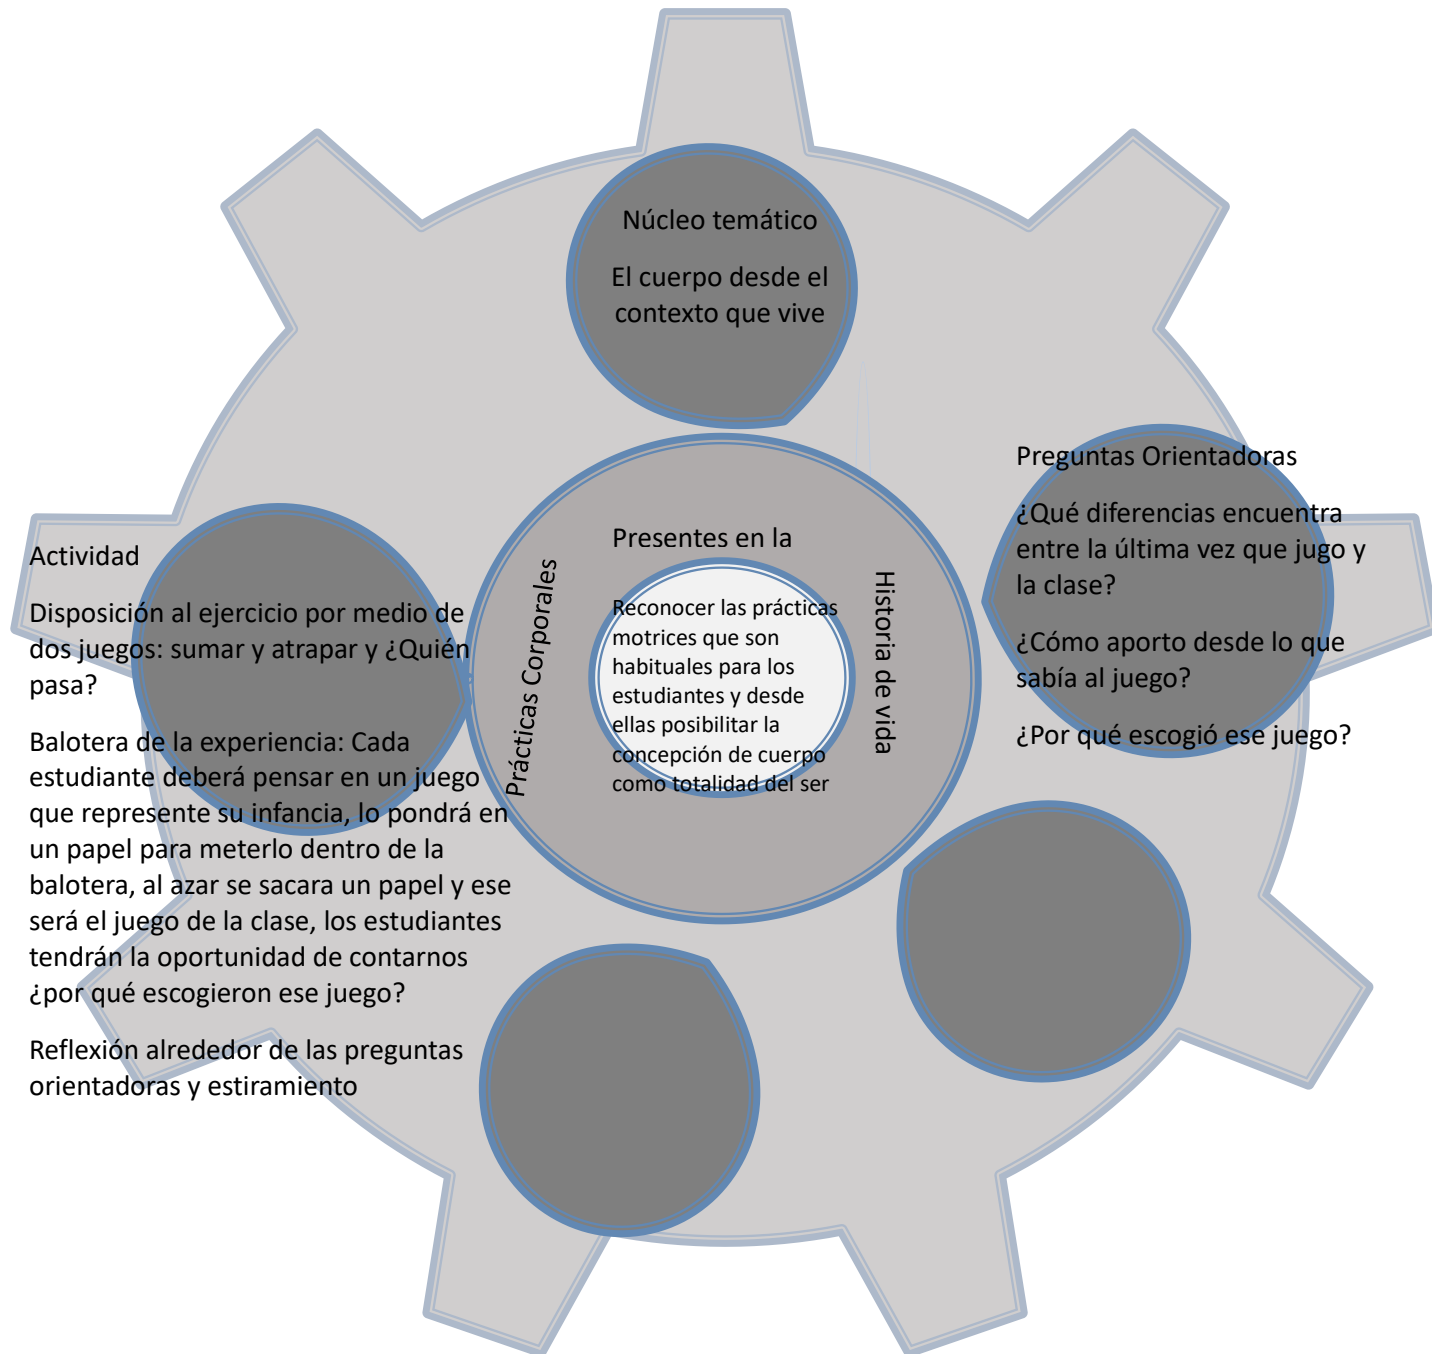 Núcleo temático
El cuerpo desde el
contexto que vive
Actividad
Disposición al ejercicio por medio de
dos juegos: sumar y atrapar y ¿Quién
pasa?
Balotera de la experiencia: Cada
estudiante deberá pensar en un juego
que represente su infancia, lo pondrá en
un papel para meterlo dentro de la
balotera, al azar se sacara un papel y ese
será el juego de la clase, los estudiantes
tendrán la oportunidad de contarnos
¿por qué escogieron ese juego?
Reflexión alrededor de las preguntas
orientadoras y estiramiento
Prácticas Corporales
Presentes en la
Historia de vida
Reconocer las prácticas
motrices que son
habituales para los
estudiantes y desde
ellas posibilitar la
concepción de cuerpo
como totalidad del ser
Preguntas Orientadoras
¿Qué diferencias encuentra
entre la última vez que jugo y
la clase?
¿Cómo aporto desde lo que
sabía al juego?
¿Por qué escogió ese juego?